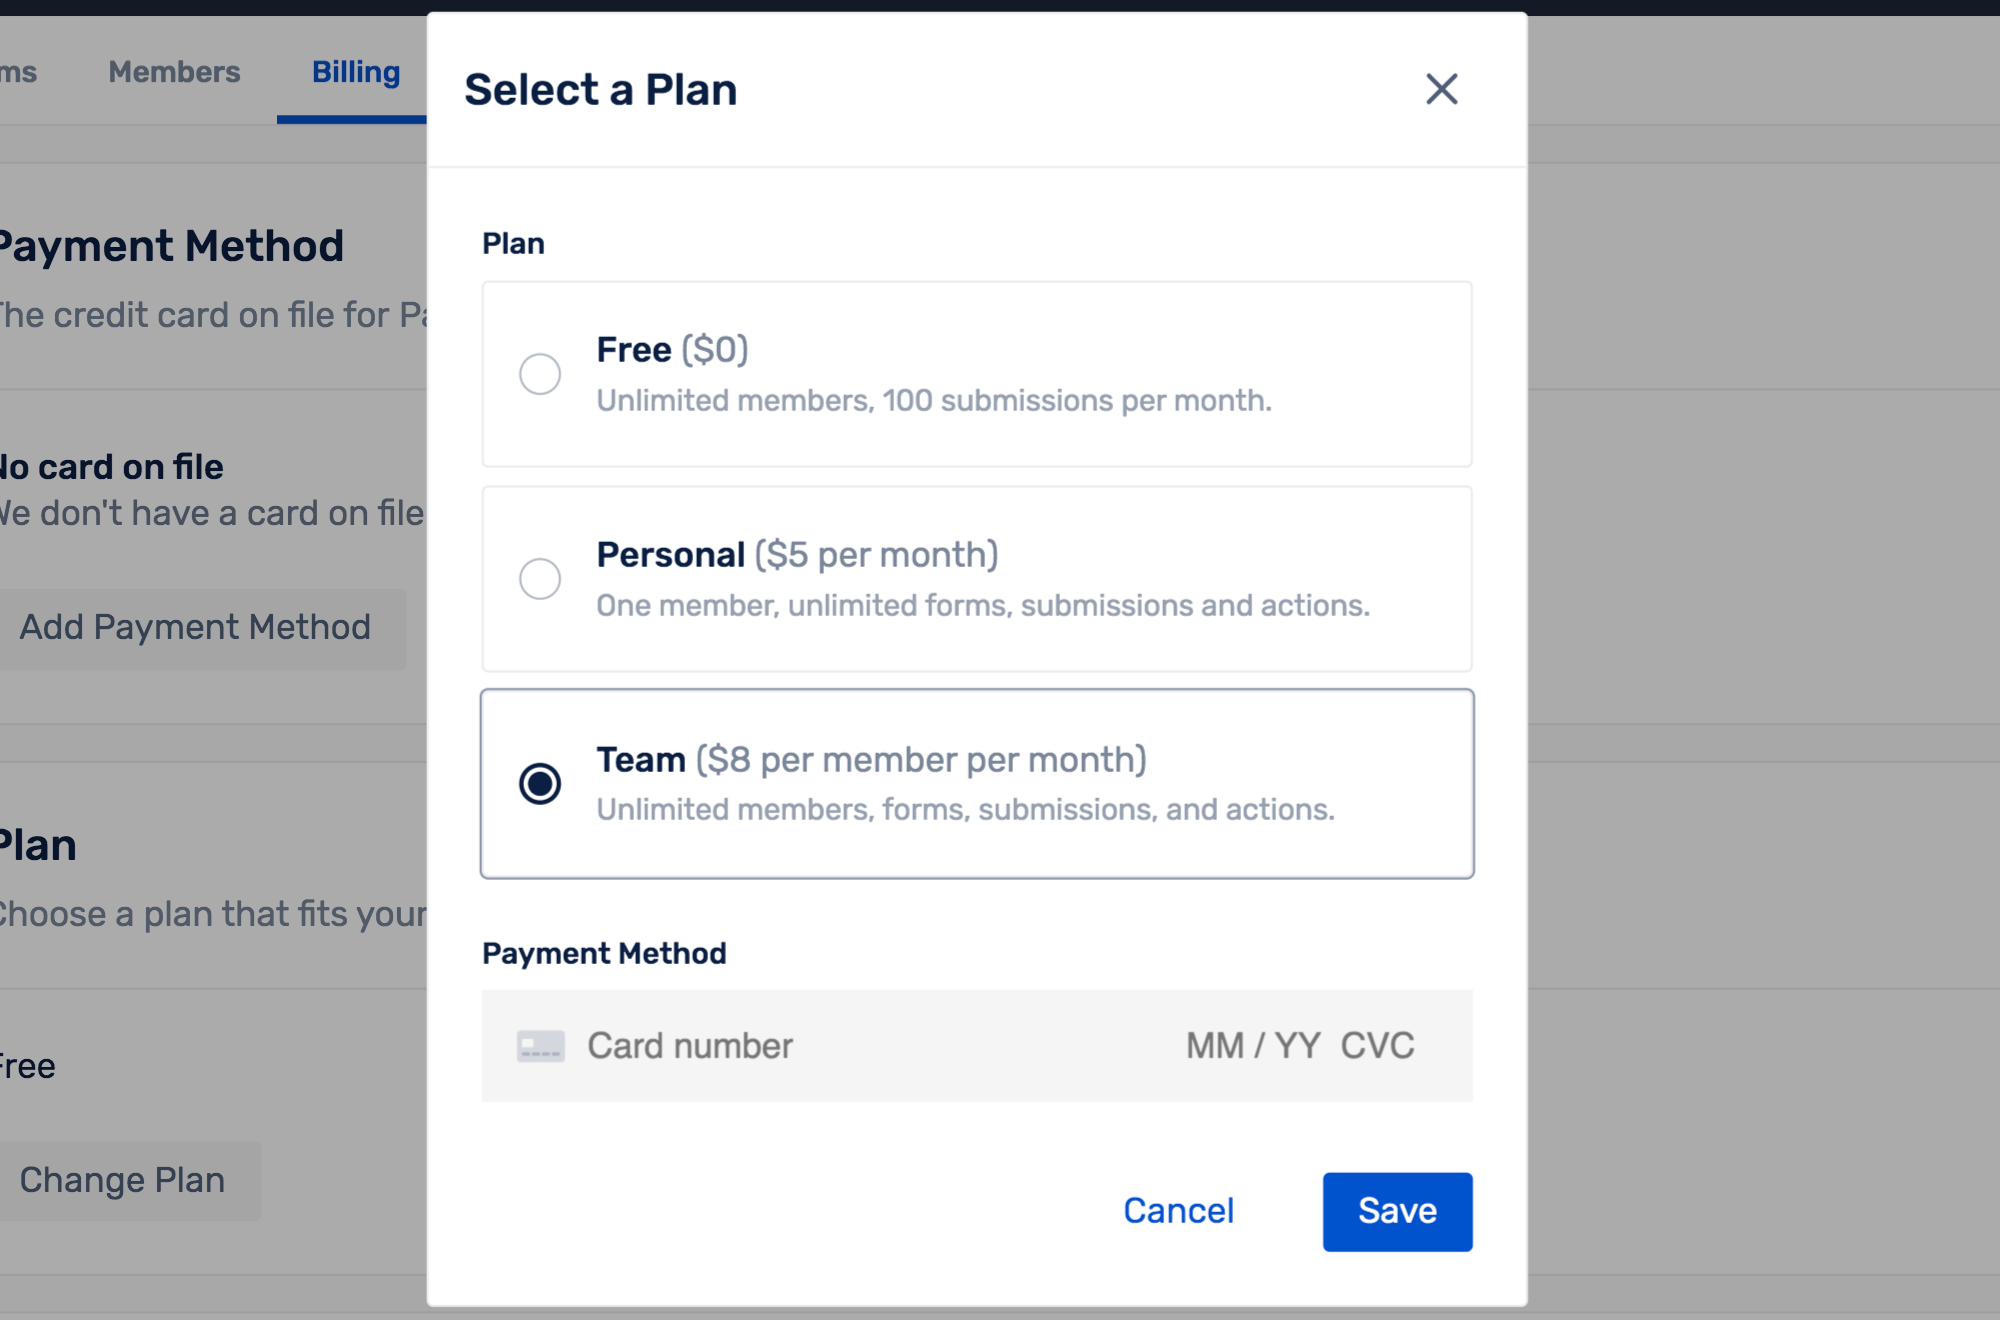 Members
Billing
Select a Plan
Payment Method
The credit card on file for
No card on file
We don't have a card on file
Add Payment Method
Plan
Choose a plan that fits your
Free
Change Plan
Plan
Free ($0)
Unlimited members, 100 submissions per month.
Personal ($5 per month)
One member, unlimited forms, submissions and actions.
Team ($8 per member per month)
Unlimited members, forms, submissions, and actions.
Payment Method
Card number MM / YY CVC
Cancel
Save